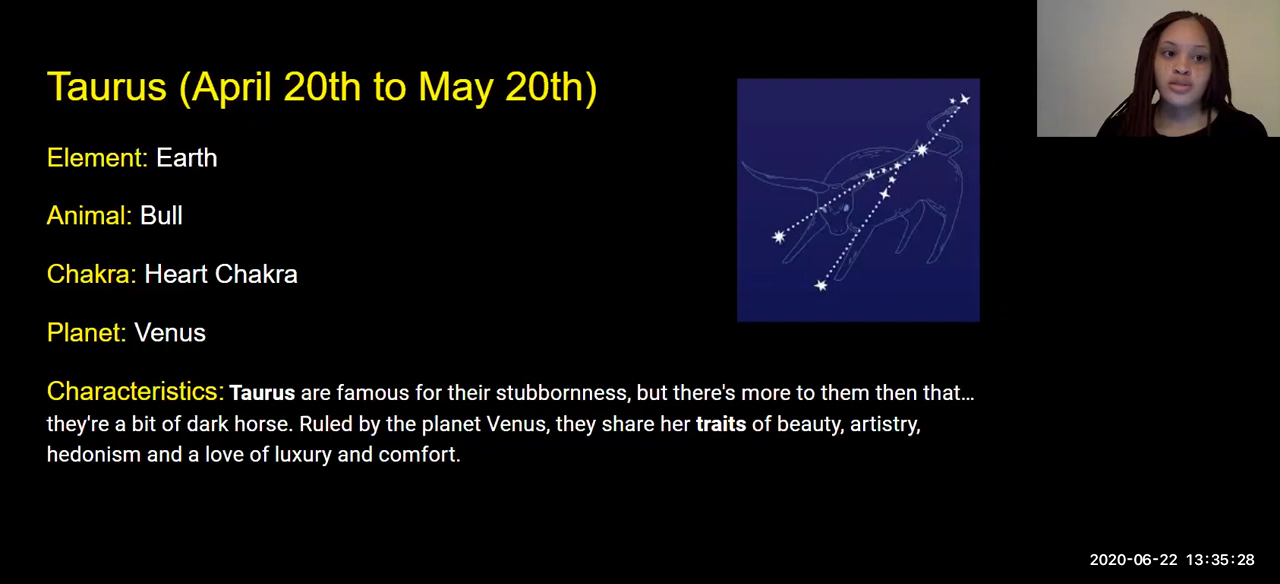 Taurus (April 20th to May 20th)
Element: Earth
Animal: Bull
Chakra: Heart Chakra
Planet: Venus
Characteristics: Taurus are famous for their stubbornness, but there's more to them then that…
they're a bit of dark horse. Ruled by the planet Venus, they share her traits of beauty, artistry,
hedonism and a love of luxury and comfort.
2020-06-22 13:35:28